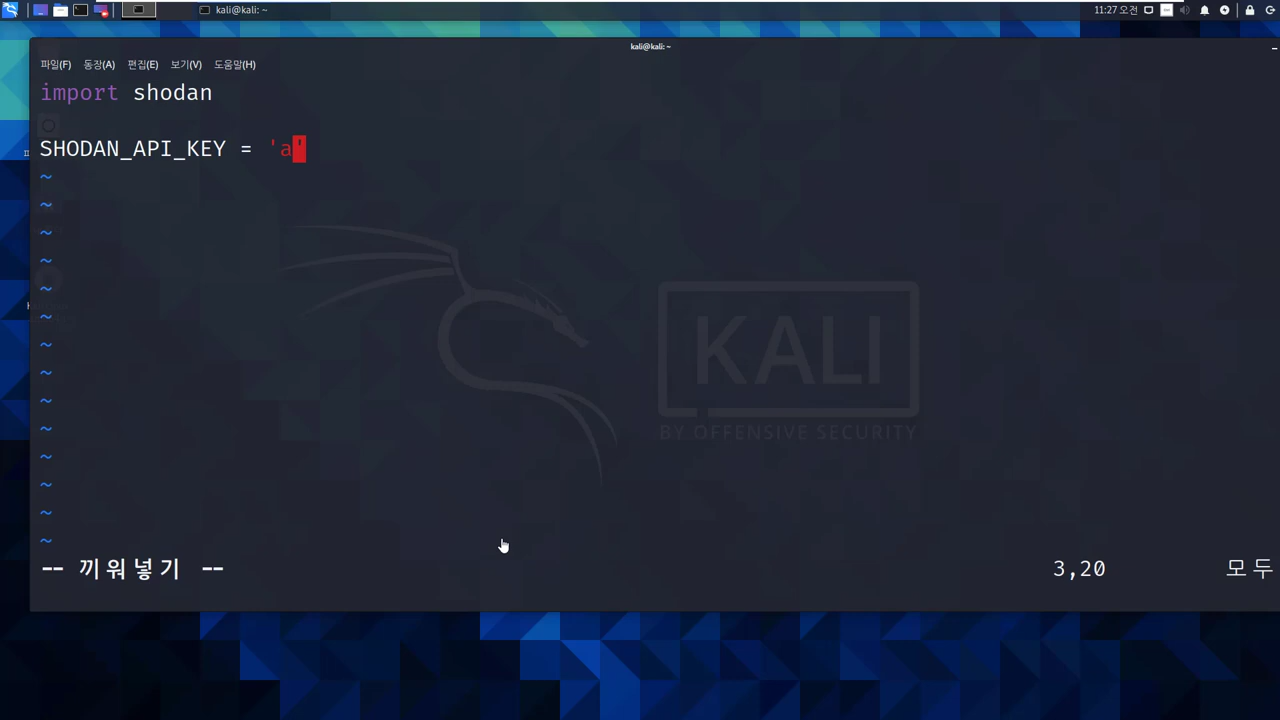 kali@kali: ~
11:27 오전
kali@kali: ~
파일(F) 동장(A) 편집(E) 보기(V) 도움말(H)
import shodan
SHODAN_API_KEY = 'a'
~
~
~
~
~
~
~
~
~
~
~
~
~
~
KALI
BY OFFENSIVE SECURITY
-- 끼워넣기 -- 3,20 모두